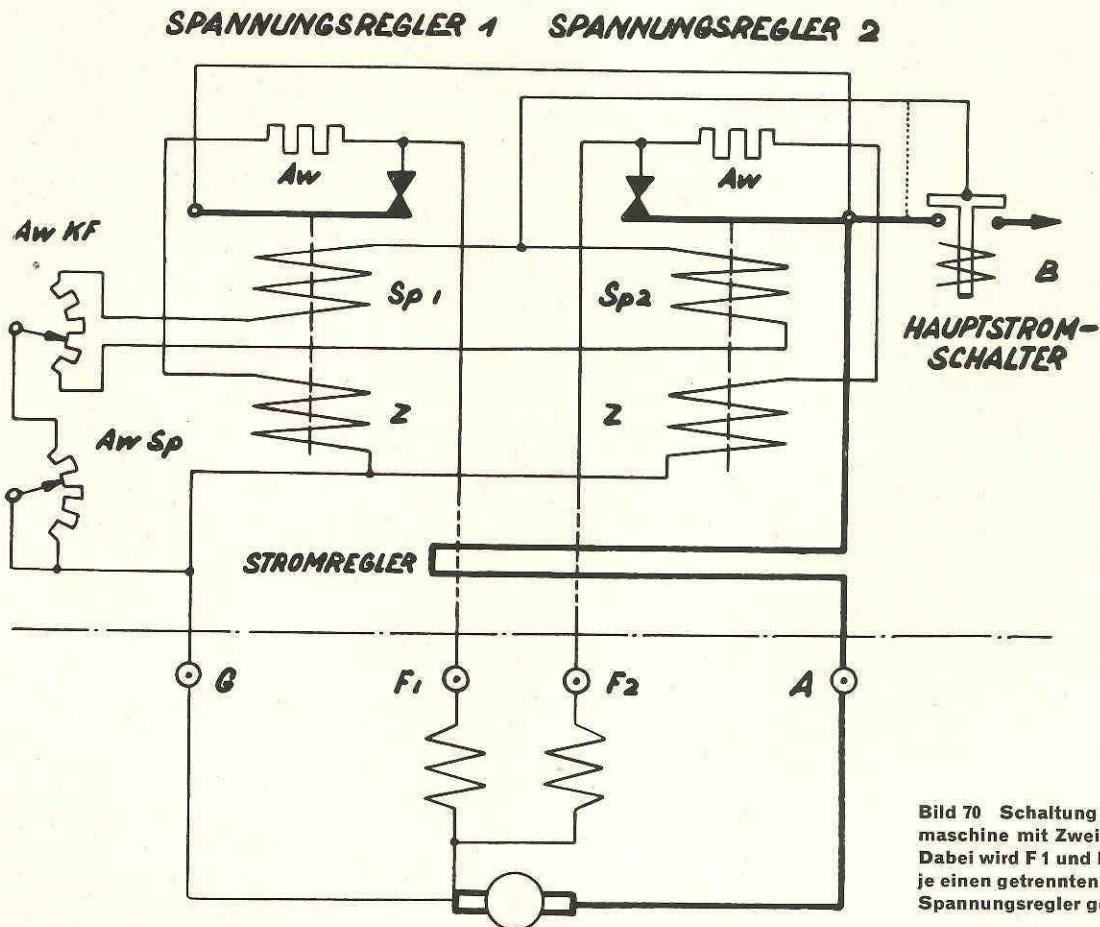 SPANNUNGSREGLER 1 SPANNUNGSREGLER 2
Aw Aw
Aw KF
Sp 1 Sp2 B
HAUPTSTROM-
SCHALTER
Z Z
Aw Sp
STROMREGLER
G F1 F2 A
Bild 70 Schaltung
maschine mit Zwei
Dabei wird F 1 und
je einen getrennten
Spannungsregler